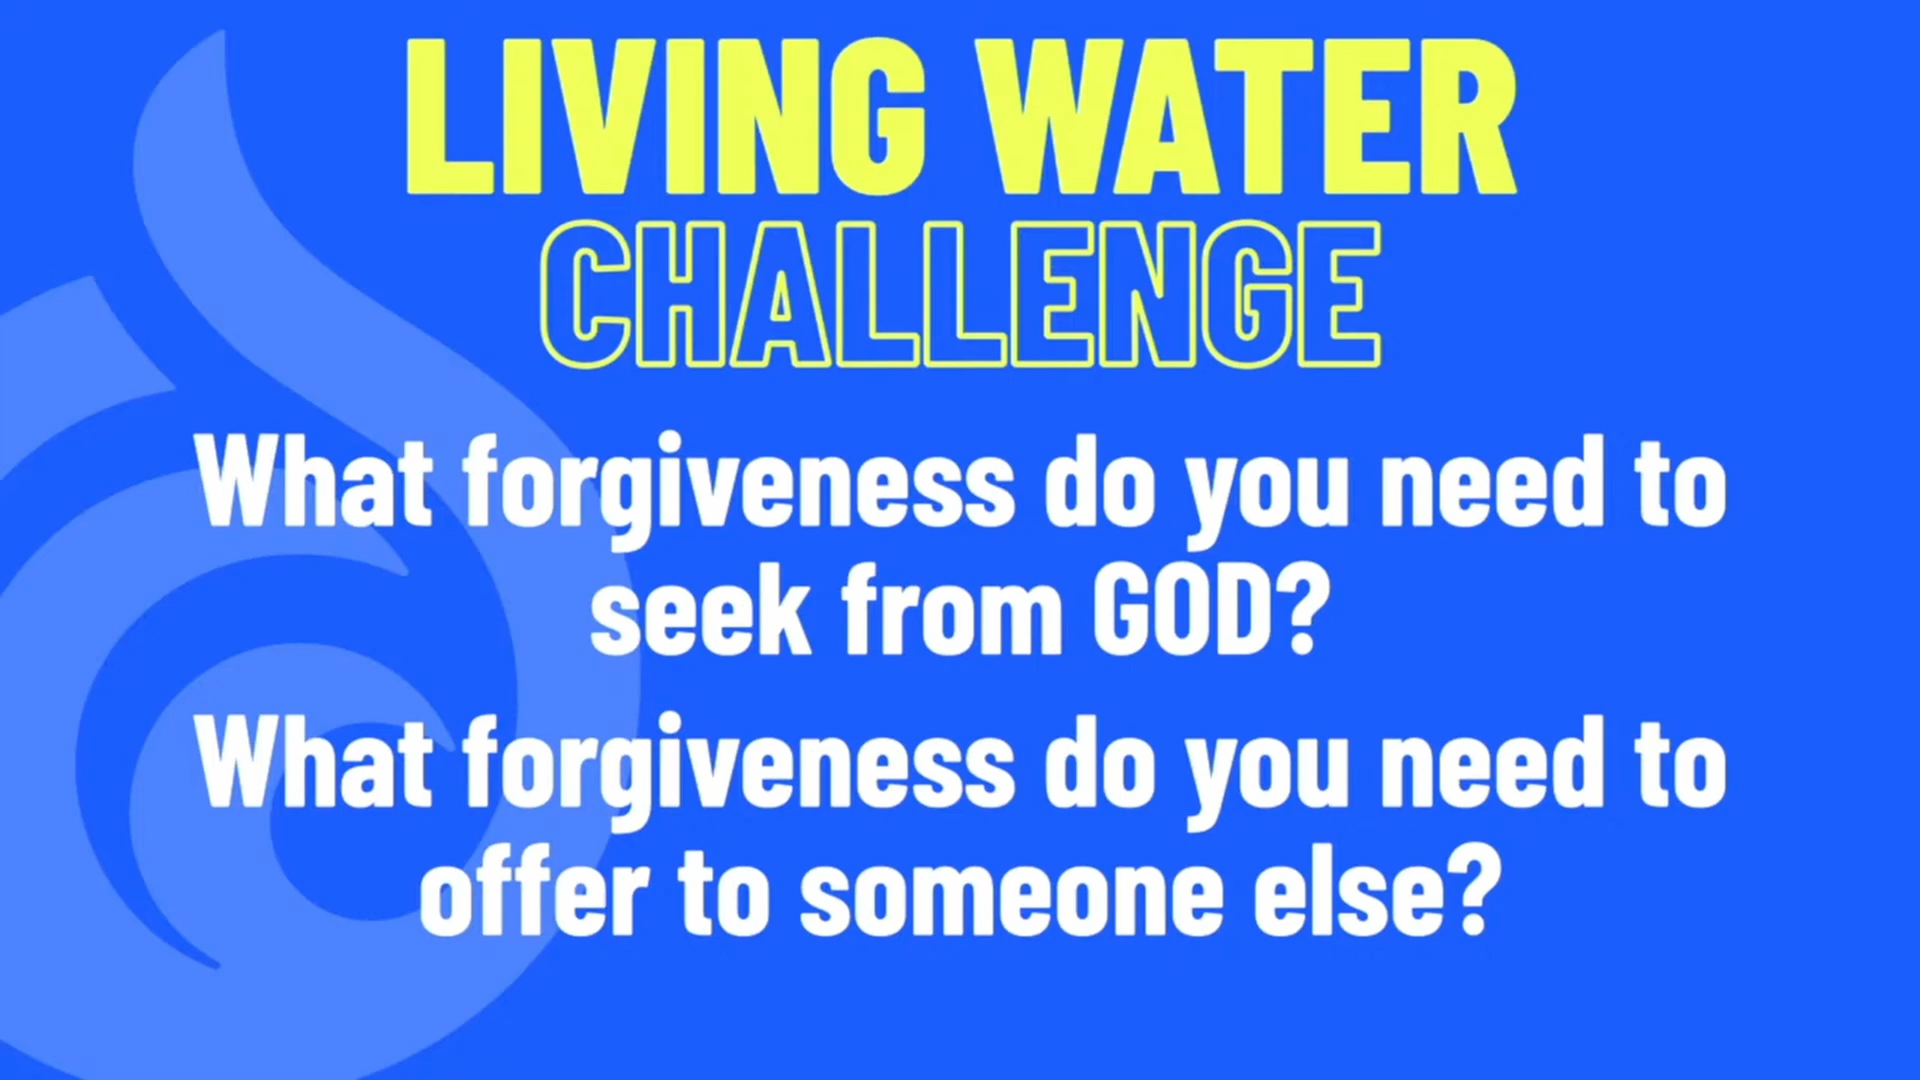 LIVING WATER
CHALLENGE
What forgiveness do you need to
seek from GOD?
What forgiveness do you need to
offer to someone else?